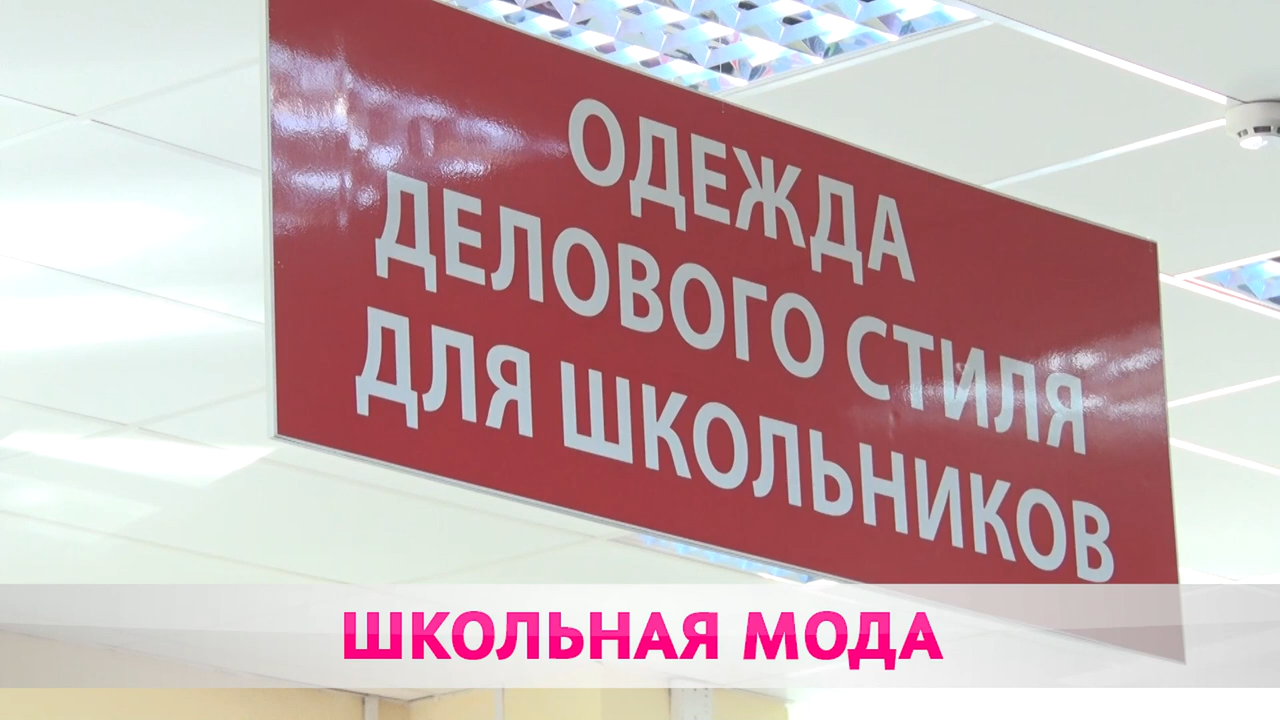 ОДЕЖДА
ДЕЛОВОГО СТИЛЯ
ДЛЯ ШКОЛЬНИКОВ
ШКОЛЬНАЯ МОДА